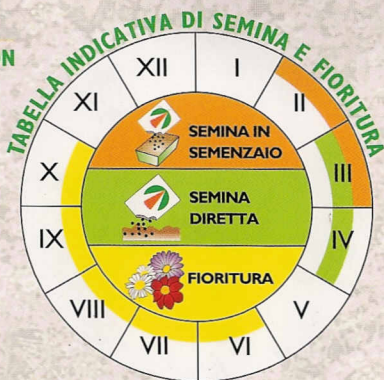 ON
TABELLA INDICATIVA DI SEMINA E FIORITURA
XII
I
II
III
IV
V
VI
VII
VIII
IX
X
XI
SEMINA IN
SEMENZAIO
SEMINA
DIRETTA
FIORITURA